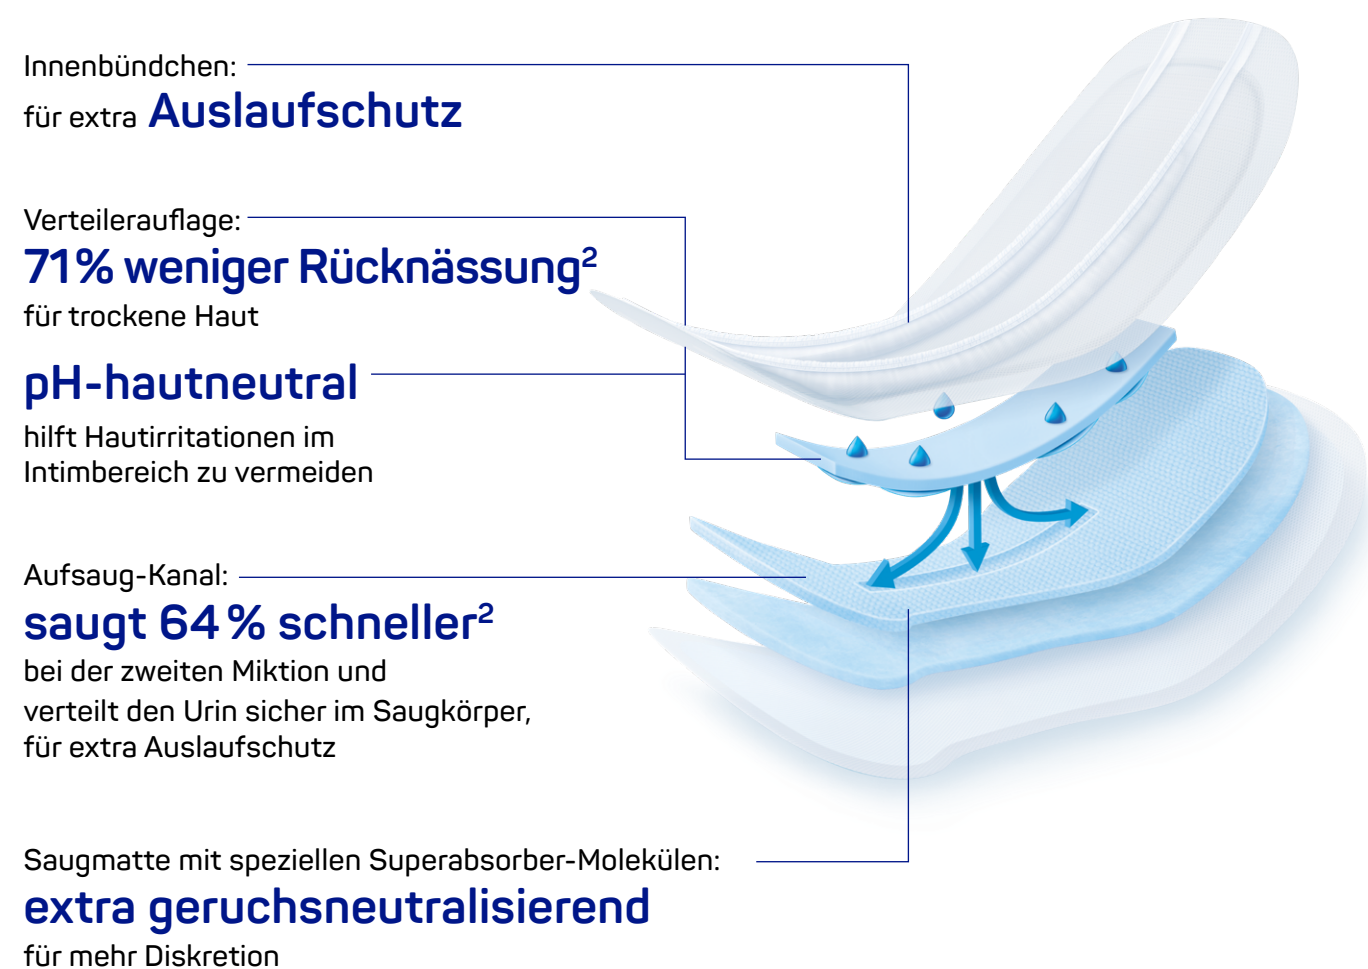 Innenbündchen:
für extra Auslaufschutz
Verteilerauflage:
71% weniger Rücknässung²
für trockene Haut
pH-hautneutral
hilft Hautirritationen im
Intimbereich zu vermeiden
Aufsaug-Kanal:
saugt 64% schneller²
bei der zweiten Miktion und
verteilt den Urin sicher im Saugkörper,
für extra Auslaufschutz
Saugmatte mit speziellen Superabsorber-Molekülen:
extra geruchsneutralisierend
für mehr Diskretion